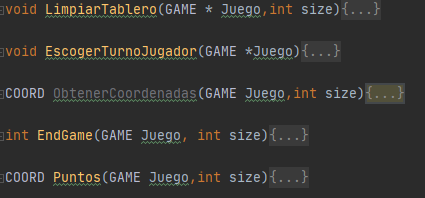 void LimpiarTablero(GAME * Juego,int size){...}
void EscogerTurnoJugador(GAME *Juego){...}
COORD ObtenerCoordenadas(GAME Juego,int size){...}
int EndGame(GAME Juego, int size){...}
COORD Puntos(GAME Juego,int size){...}